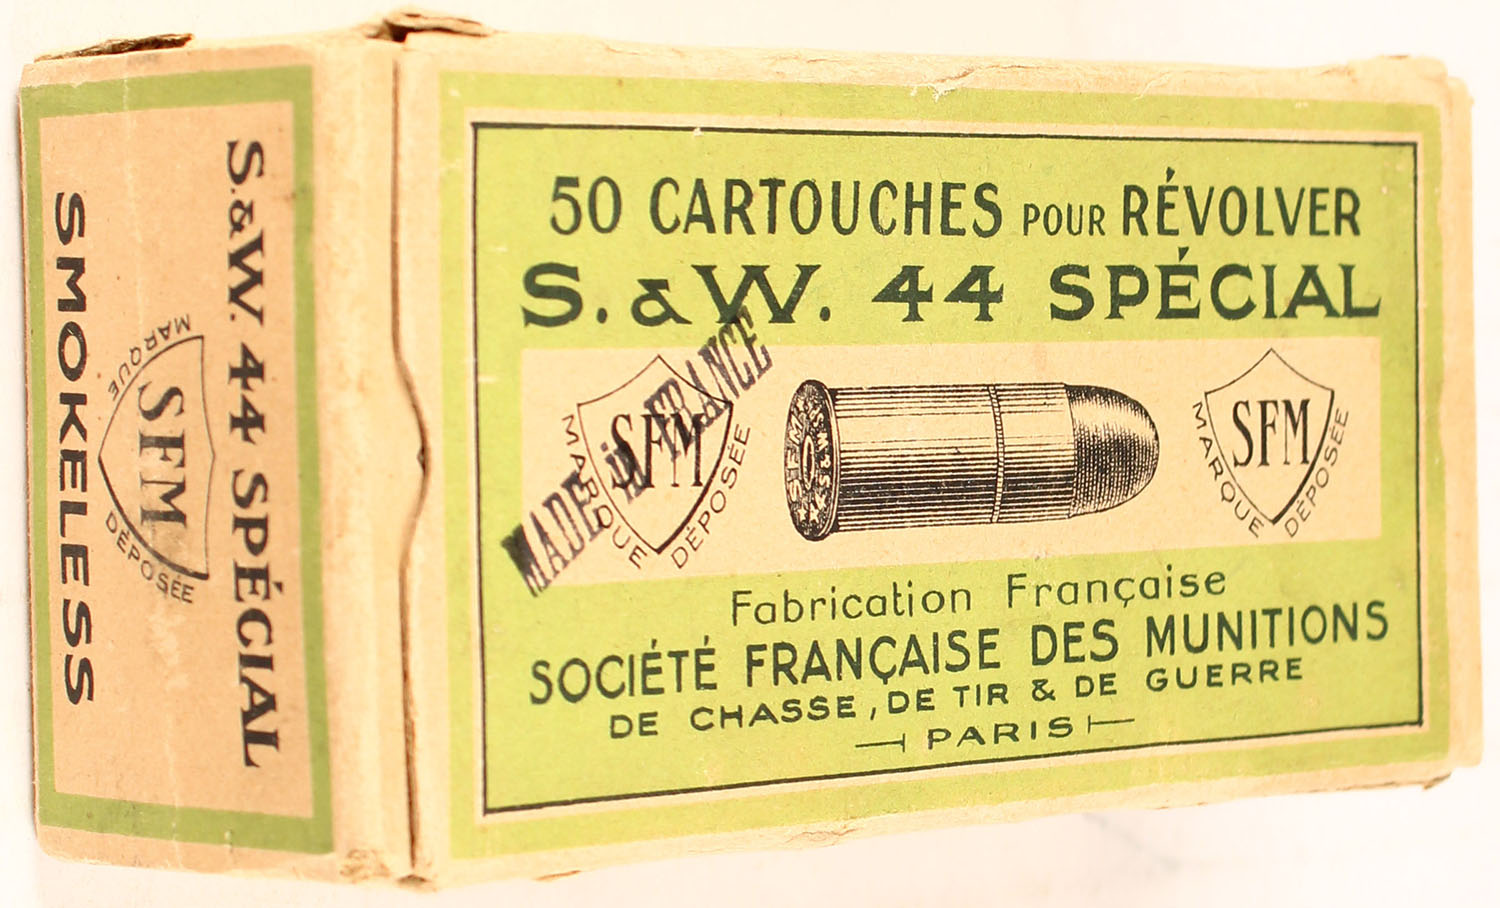 50 CARTOUCHES POUR RÉVOLVER
S. & W. 44 SPÉCIAL
SFM
MARQUE DÉPOSÉE
MADE in FRANCE
SFM
MARQUE DÉPOSÉE
Fabrication Française
SOCIÉTÉ FRANÇAISE DES MUNITIONS
DE CHASSE, DE TIR & DE GUERRE
PARIS
S.&W. 44 SPÉCIAL
SFM
MARQUE DÉPOSÉE
SMOKELESS